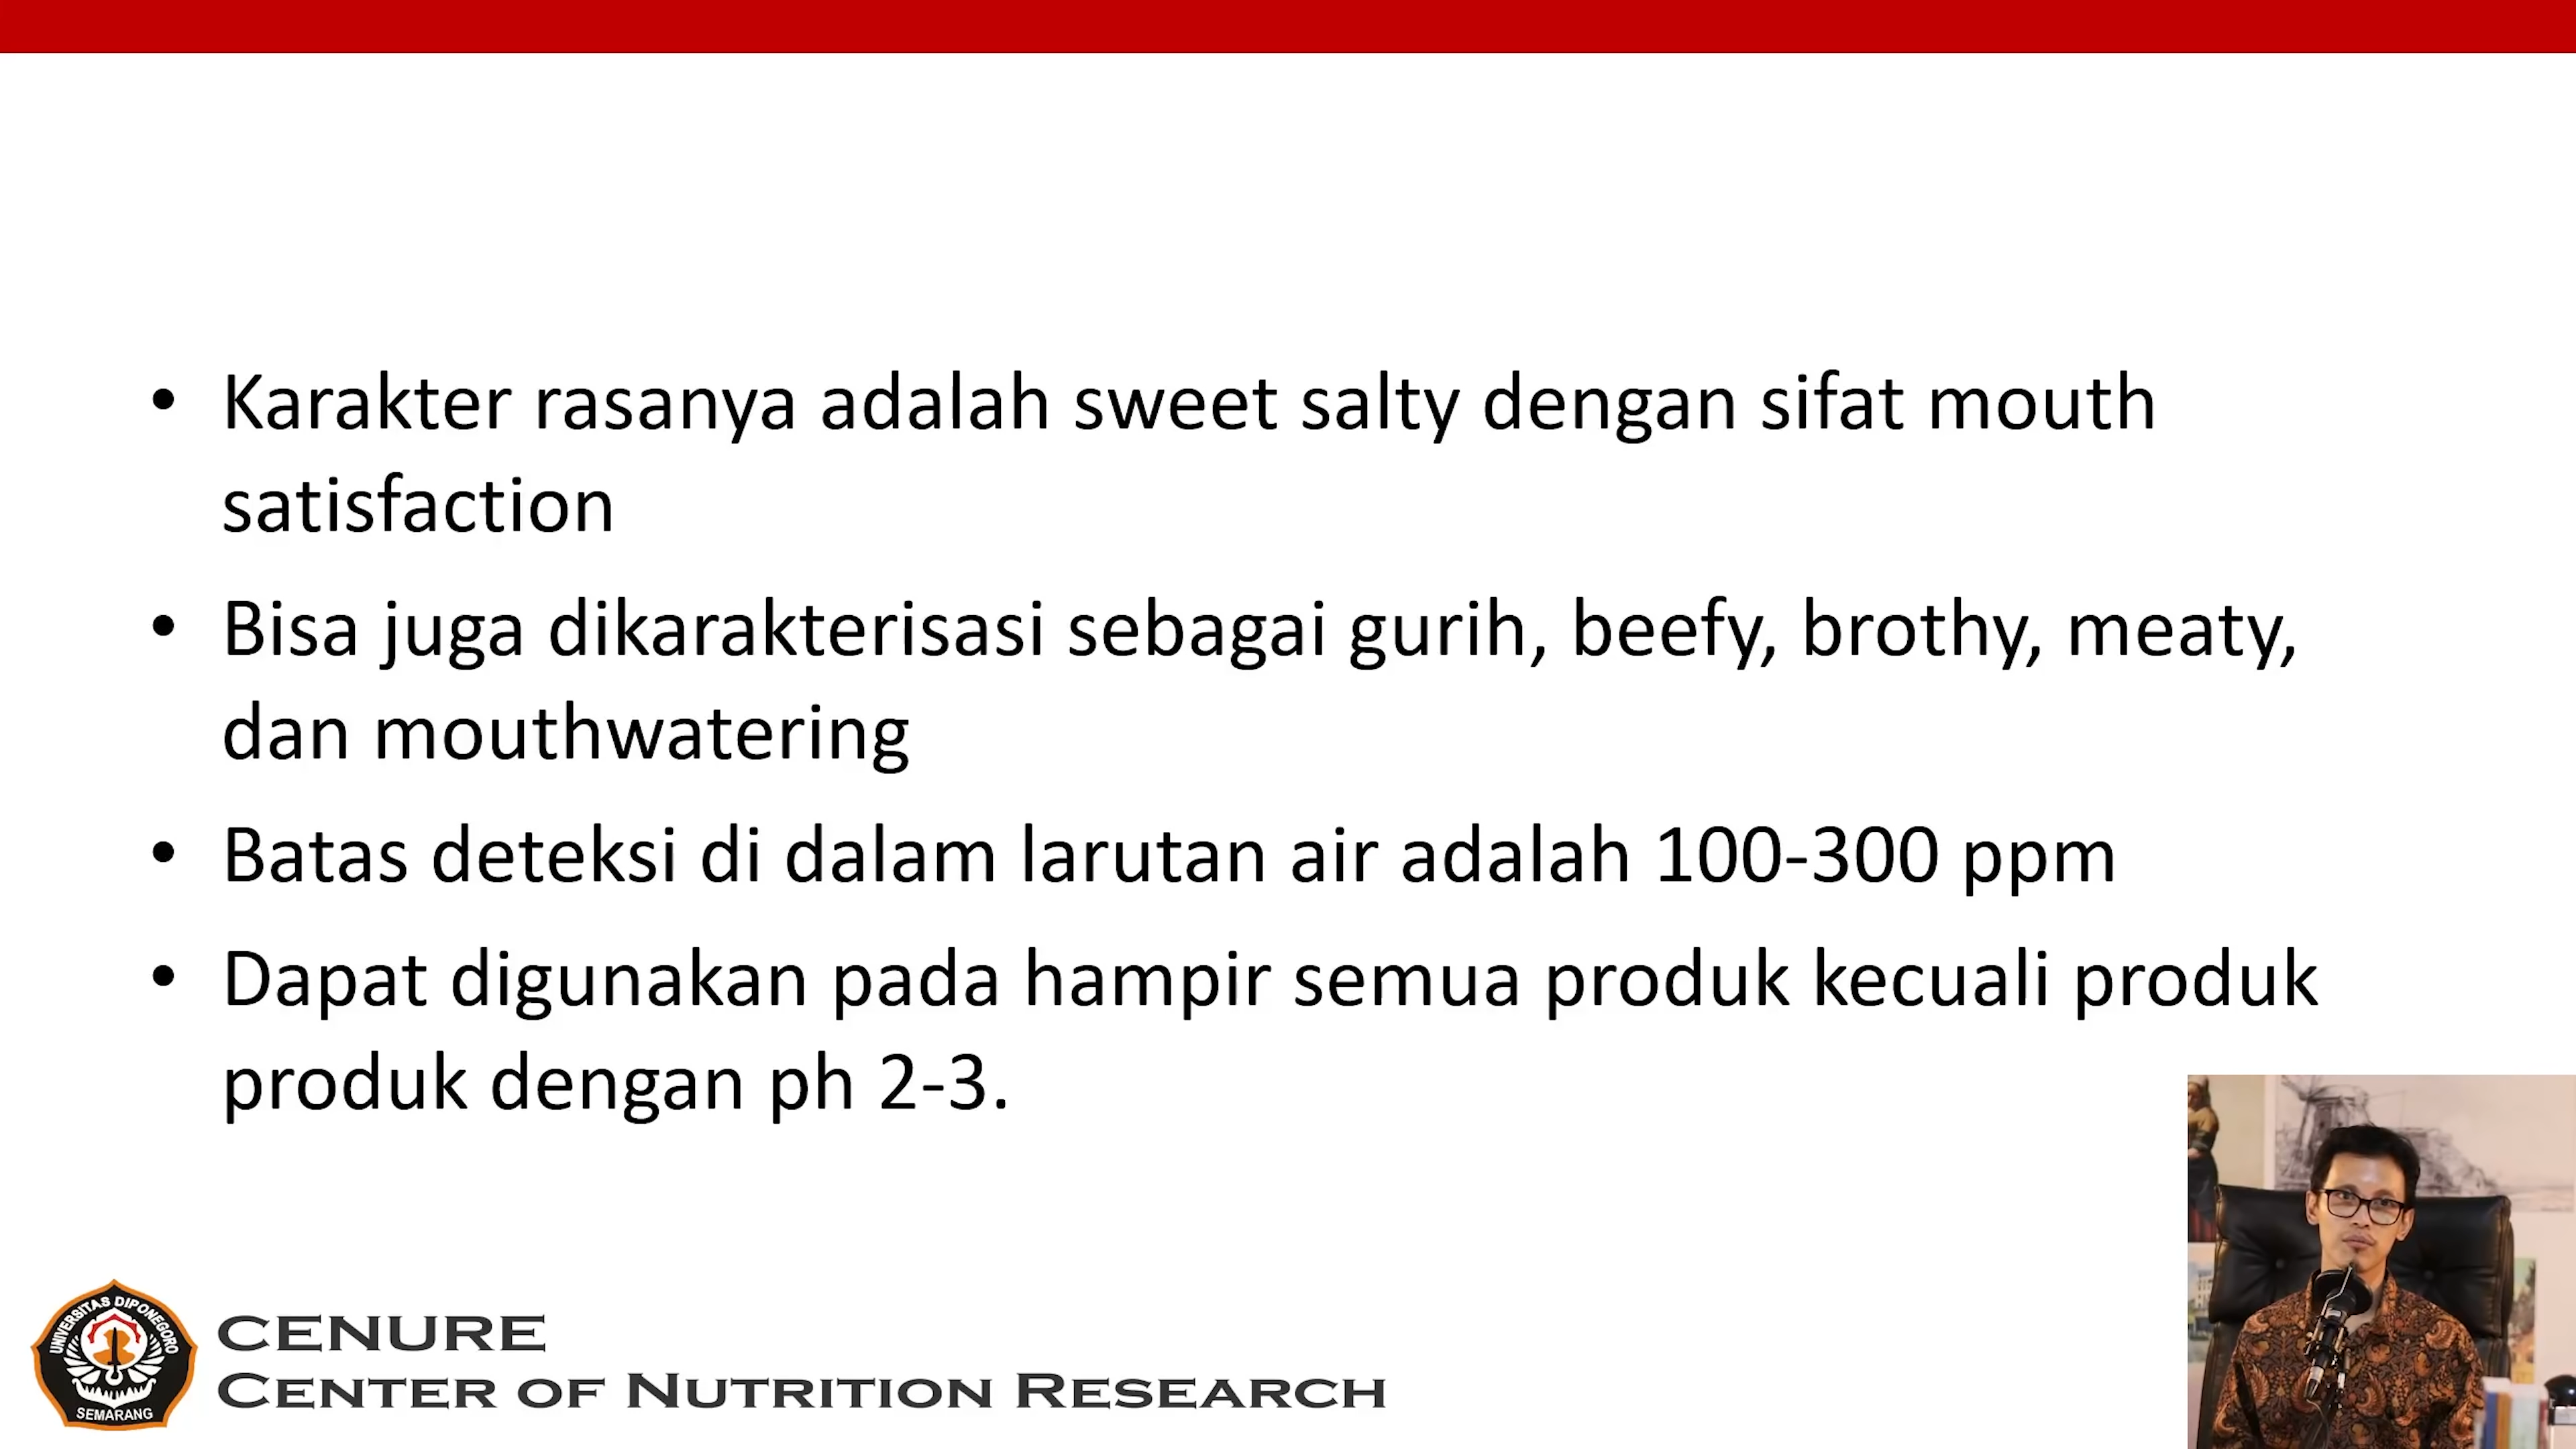 • Karakter rasanya adalah sweet salty dengan sifat mouth
satisfaction
• Bisa juga dikarakterisasi sebagai gurih, beefy, brothy, meaty,
dan mouthwatering
• Batas deteksi di dalam larutan air adalah 100-300 ppm
• Dapat digunakan pada hampir semua produk kecuali produk
produk dengan ph 2-3.
UNIVERSITAS DIPONEGORO
SEMARANG
CENURE
CENTER OF NUTRITION RESEARCH